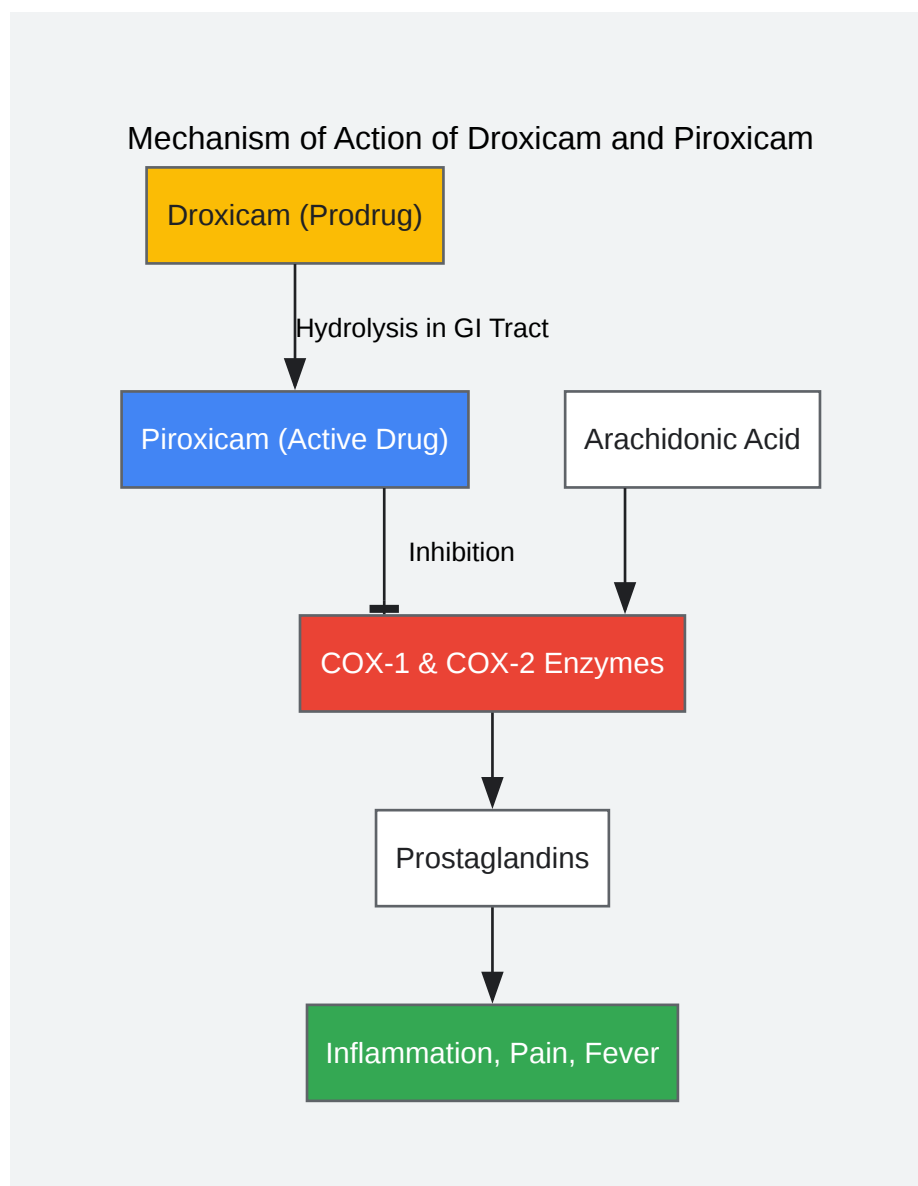 Mechanism of Action of Droxicam and Piroxicam
Droxicam (Prodrug)
Hydrolysis in GI Tract
Piroxicam (Active Drug)
Arachidonic Acid
Inhibition
COX-1 & COX-2 Enzymes
Prostaglandins
Inflammation, Pain, Fever